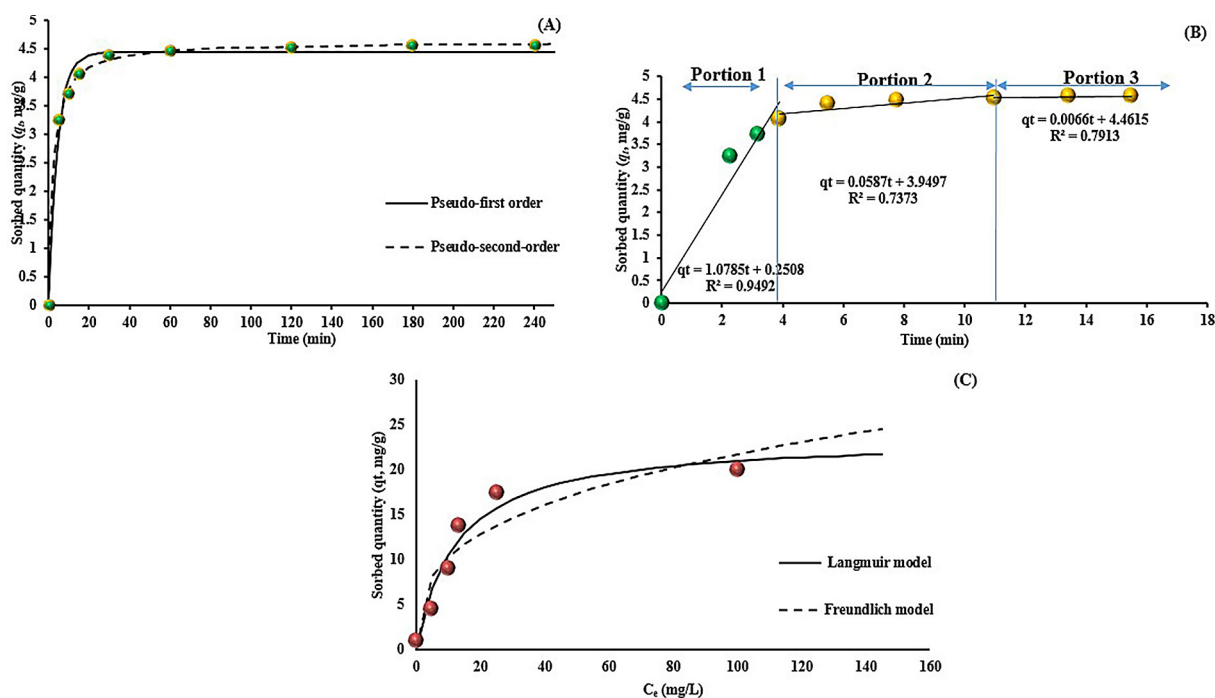 (A)
Sorbed quantity (qt, mg/g)
5
4.5
4
3.5
3
2.5
2
1.5
1
0.5
0
Pseudo-first order
Pseudo-second-order
0 20 40 60 80 100 120 140 160 180 200 220 240
Time (min)
(B)
Sorbed quantity (qt, mg/g)
Portion 1
Portion 2
Portion 3
5
4.5
4
3.5
3
2.5
2
1.5
1
0.5
0
qt = 0.0066t + 4.4615
R² = 0.7913
qt = 0.0587t + 3.9497
R² = 0.7373
qt = 1.0785t + 0.2508
R² = 0.9492
0 2 4 6 8 10 12 14 16 18
Time (min)
(C)
Sorbed quantity (qt, mg/g)
30
25
20
15
10
5
0
Langmuir model
Freundlich model
0 20 40 60 80 100 120 140 160
Ce (mg/L)